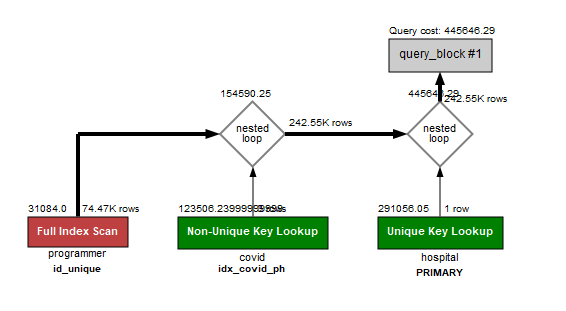 Query cost: 445646.29
query_block #1
154590.25
445646.29
242.55K rows
nested
loop
242.55K rows
nested
loop
31084.0
74.47K rows
123506.23999999999
rows
291056.05
1 row
Full Index Scan
Non-Unique Key Lookup
Unique Key Lookup
programmer
id_unique
covid
idx_covid_ph
hospital
PRIMARY